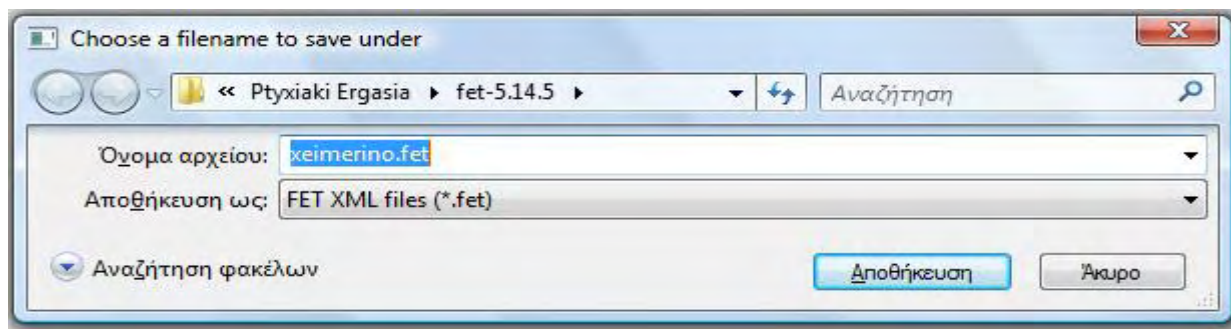 Choose a filename to save under
« Ptyxiaki Ergasia ▸ fet-5.14.5 ▸ Αναζήτηση
Όνομα αρχείου: xeimerino.fet
Αποθήκευση ως: FET XML files (*.fet)
Αναζήτηση φακέλων Αποθήκευση Άκυρο